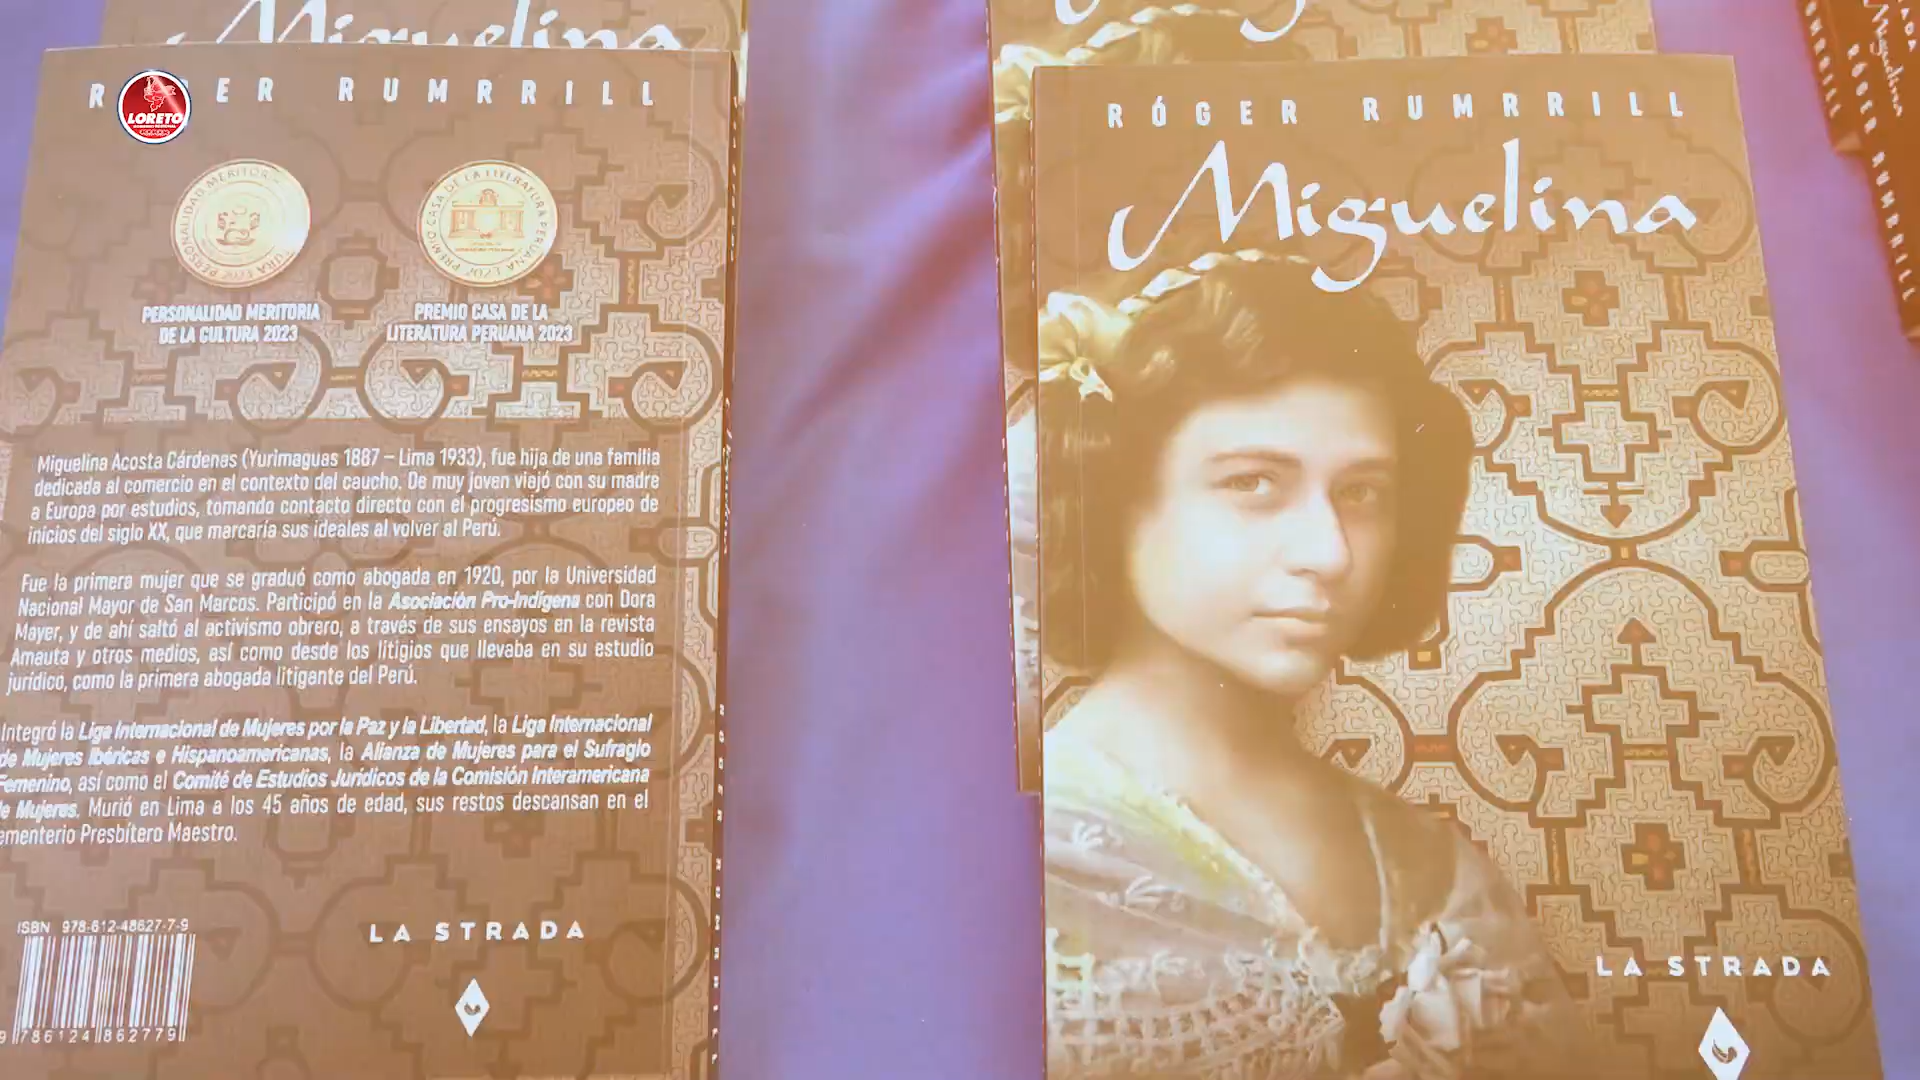 Miguelina
RÓGER RUMRRILL
LORETO
PERSONALIDAD MERITORIA
DE LA CULTURA 2023
PREMIO CASA DE LA
LITERATURA PERUANA 2023
Miguelina Acosta Cárdenas (Yurimaguas 1887 – Lima 1933), fue hija de una familia
dedicada al comercio en el contexto del caucho. De muy joven viajó con su madre
a Europa por estudios, tomando contacto directo con el progresismo europeo de
inicios del siglo XX, que marcaría sus ideales al volver al Perú.
Fue la primera mujer que se graduó como abogada en 1920, por la Universidad
Nacional Mayor de San Marcos. Participó en la Asociación Pro-Indígena con Dora
Mayer, y de ahí saltó al activismo obrero, a través de sus ensayos en la revista
Amauta y otros medios, así como desde los litigios que llevaba en su estudio
jurídico, como la primera abogada litigante del Perú.
Integró la Liga Internacional de Mujeres por la Paz y la Libertad, la Liga Internacional
de Mujeres Ibéricas e Hispanoamericanas, la Alianza de Mujeres para el Sufragio
Femenino, así como el Comité de Estudios Jurídicos de la Comisión Interamericana
de Mujeres. Murió en Lima a los 45 años de edad, sus restos descansan en el
ementerio Presbítero Maestro.
ISBN 978-612-48627-7-9
9 786124 862779
LA STRADA
RÓGER RUMRRILL
Miguelina
LA STRADA
Miguelina
RÓGER RUMRRILL